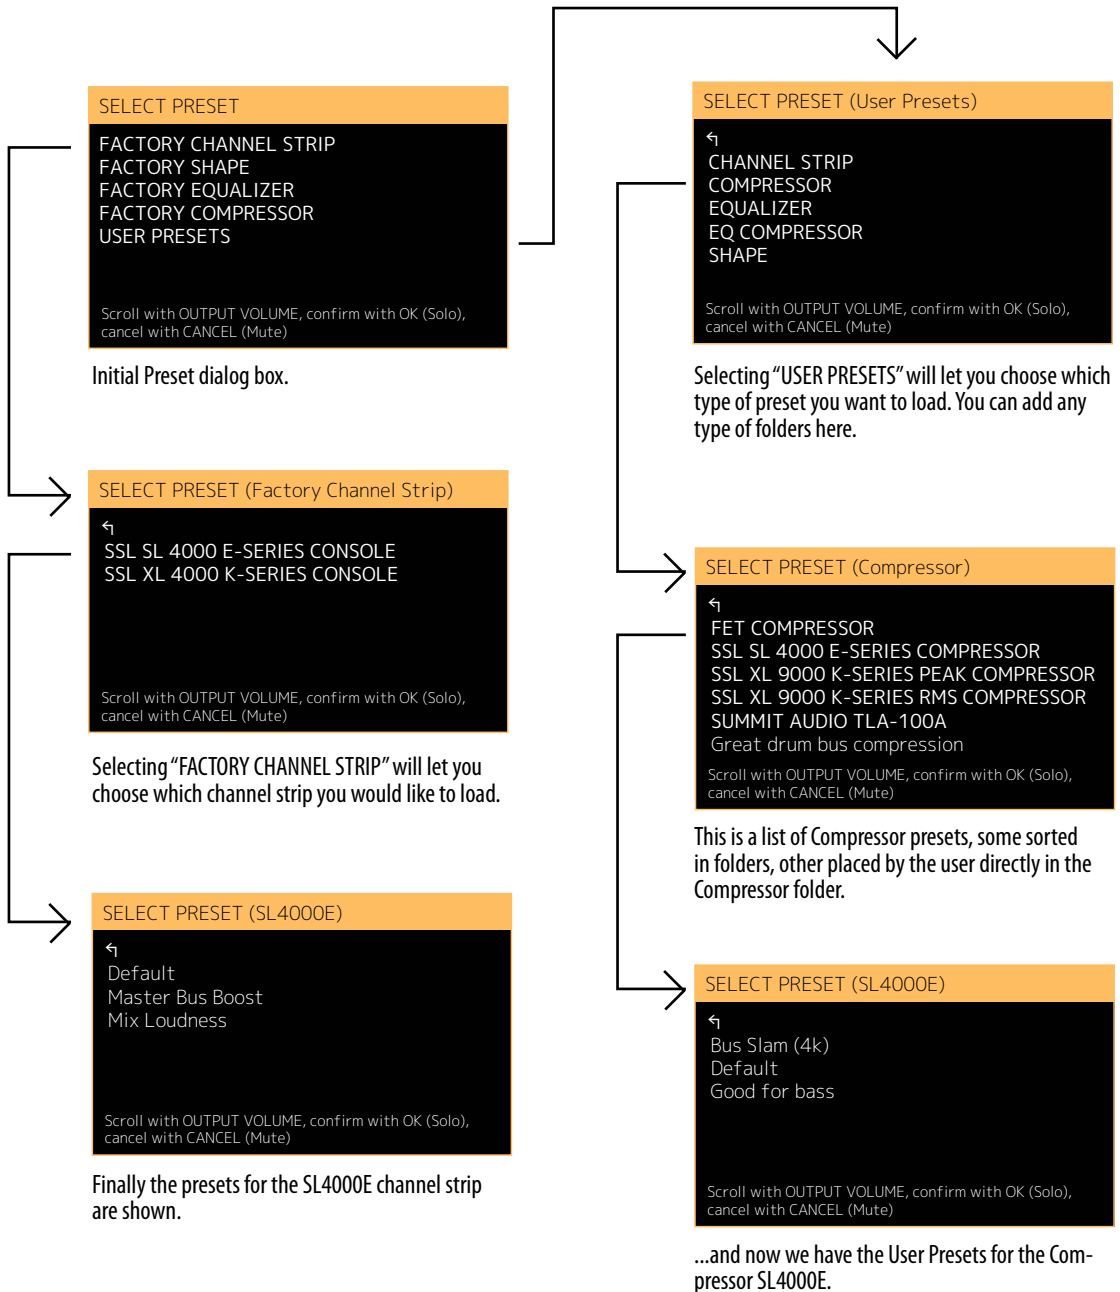 SELECT PRESET
FACTORY CHANNEL STRIP
FACTORY SHAPE
FACTORY EQUALIZER
FACTORY COMPRESSOR
USER PRESETS
Scroll with OUTPUT VOLUME, confirm with OK (Solo),
cancel with CANCEL (Mute)
Initial Preset dialog box.
SELECT PRESET (Factory Channel Strip)
SSL SL 4000 E-SERIES CONSOLE
SSL XL 4000 K-SERIES CONSOLE
Scroll with OUTPUT VOLUME, confirm with OK (Solo),
cancel with CANCEL (Mute)
Selecting “FACTORY CHANNEL STRIP” will let you
choose which channel strip you would like to load.
SELECT PRESET (SL4000E)
Default
Master Bus Boost
Mix Loudness
Scroll with OUTPUT VOLUME, confirm with OK (Solo),
cancel with CANCEL (Mute)
Finally the presets for the SL4000E channel strip
are shown.
SELECT PRESET (User Presets)
CHANNEL STRIP
COMPRESSOR
EQUALIZER
EQ COMPRESSOR
SHAPE
Scroll with OUTPUT VOLUME, confirm with OK (Solo),
cancel with CANCEL (Mute)
Selecting “USER PRESETS” will let you choose which
type of preset you want to load. You can add any
type of folders here.
SELECT PRESET (Compressor)
FET COMPRESSOR
SSL SL 4000 E-SERIES COMPRESSOR
SSL XL 9000 K-SERIES PEAK COMPRESSOR
SSL XL 9000 K-SERIES RMS COMPRESSOR
SUMMIT AUDIO TLA-100A
Great drum bus compression
Scroll with OUTPUT VOLUME, confirm with OK (Solo),
cancel with CANCEL (Mute)
This is a list of Compressor presets, some sorted
in folders, other placed by the user directly in the
Compressor folder.
SELECT PRESET (SL4000E)
Bus Slam (4k)
Default
Good for bass
Scroll with OUTPUT VOLUME, confirm with OK (Solo),
cancel with CANCEL (Mute)
...and now we have the User Presets for the Com-
pressor SL4000E.